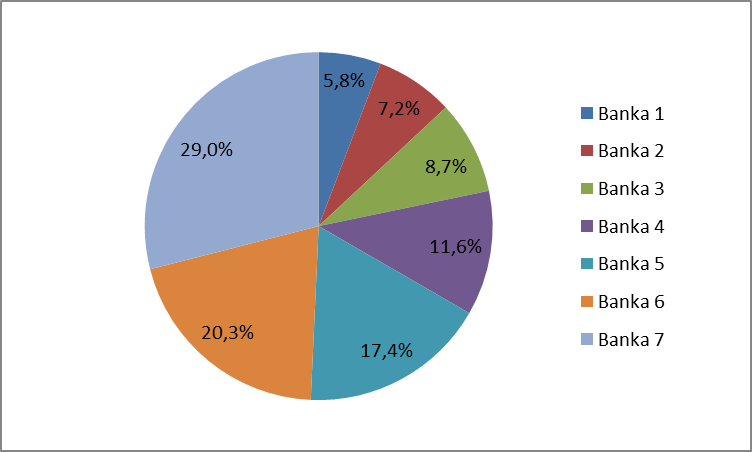 5,8%
7,2%
8,7%
11,6%
17,4%
20,3%
29,0%
Banka 1
Banka 2
Banka 3
Banka 4
Banka 5
Banka 6
Banka 7